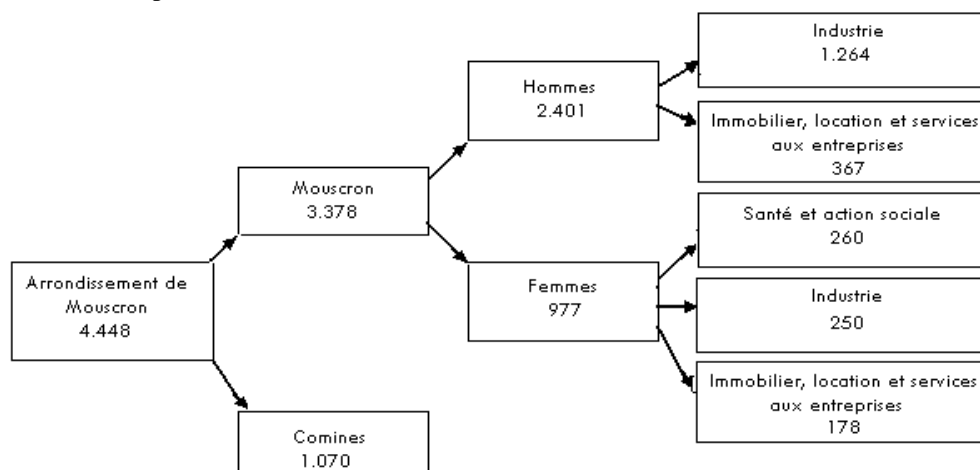 Industrie
1.264
Hommes
2.401
Immobilier, location et services
aux entreprises
367
Mouscron
3.378
Santé et action sociale
260
Arrondissement de
Mouscron
4.448
Femmes
977
Industrie
250
Immobilier, location et services
aux entreprises
178
Comines
1.070